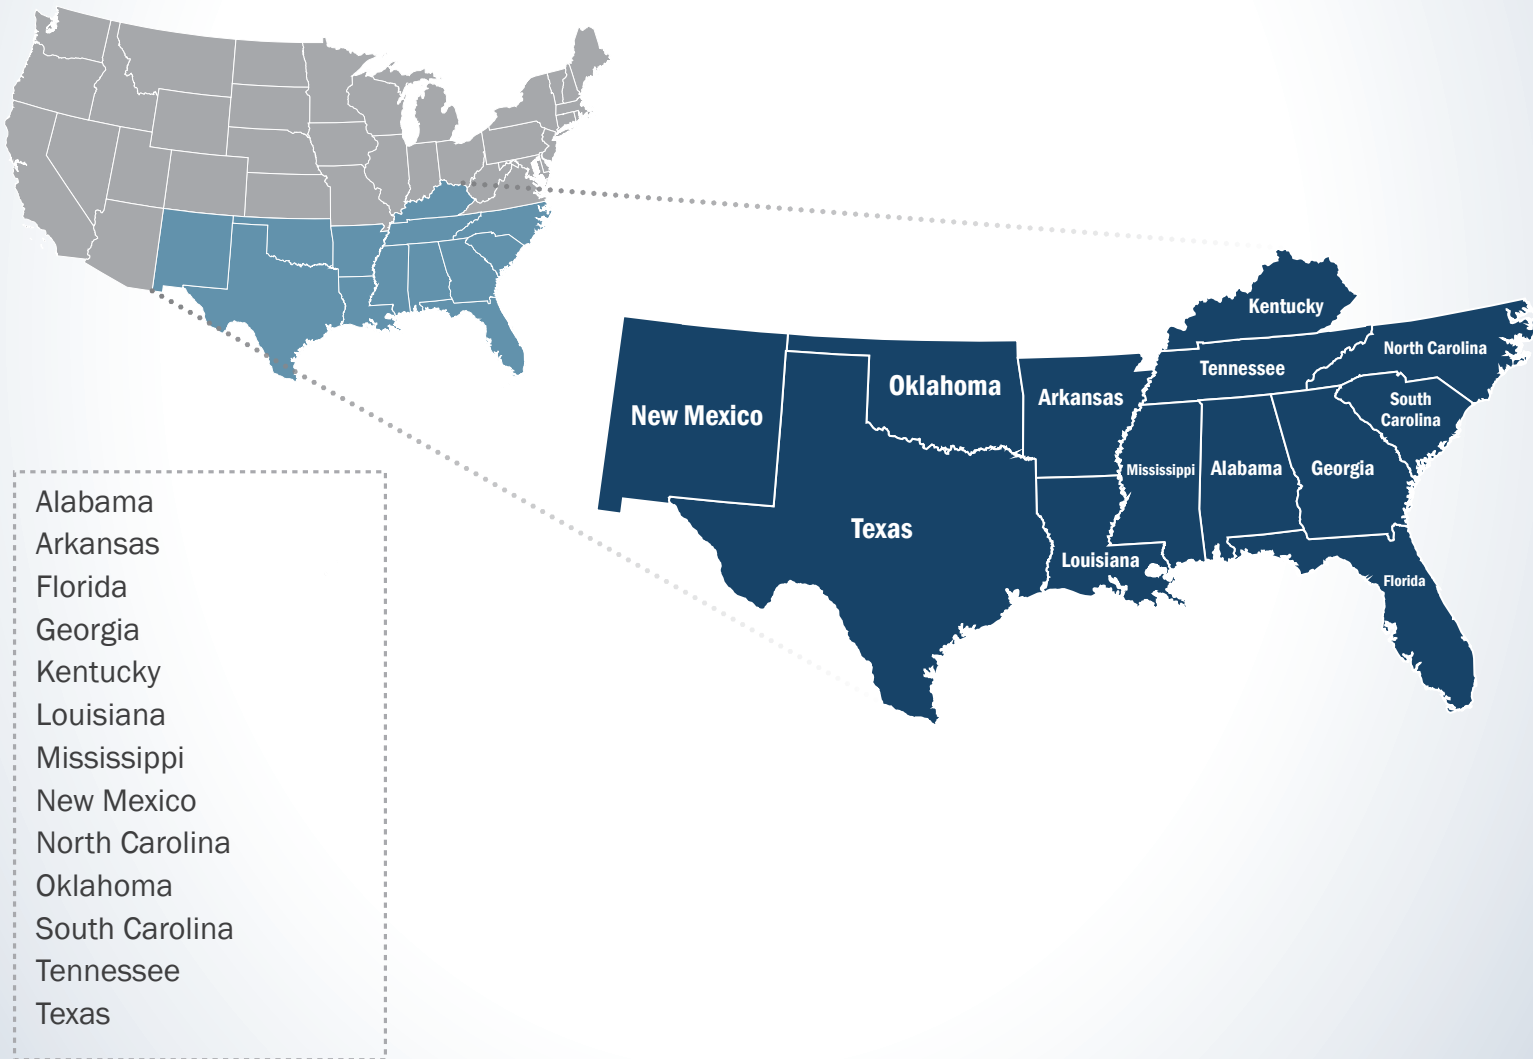 Kentucky
North Carolina
Tennessee
Oklahoma
Arkansas
New Mexico
South
Carolina
Mississippi
Alabama
Georgia
Texas
Louisiana
Florida
Alabama
Arkansas
Florida
Georgia
Kentucky
Louisiana
Mississippi
New Mexico
North Carolina
Oklahoma
South Carolina
Tennessee
Texas